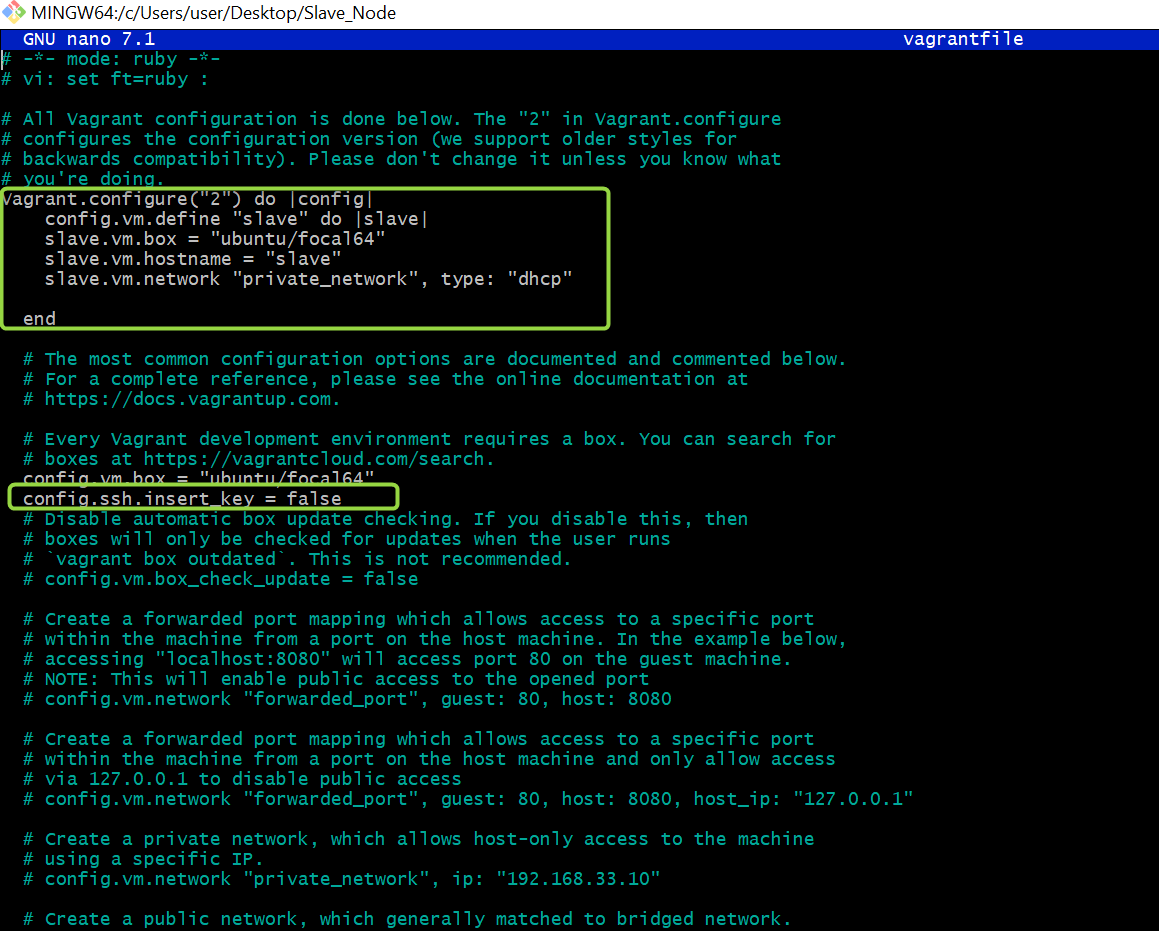 MINGW64:/c/Users/user/Desktop/Slave_Node
GNU nano 7.1 vagrantfile
# -*- mode: ruby -*-
# vi: set ft=ruby :
# All Vagrant configuration is done below. The "2" in Vagrant.configure
# configures the configuration version (we support older styles for
# backwards compatibility). Please don't change it unless you know what
# you're doing.
Vagrant.configure("2") do |config|
config.vm.define "slave" do |slave|
slave.vm.box = "ubuntu/focal64"
slave.vm.hostname = "slave"
slave.vm.network "private_network", type: "dhcp"
end
# The most common configuration options are documented and commented below.
# For a complete reference, please see the online documentation at
# https://docs.vagrantup.com.
# Every Vagrant development environment requires a box. You can search for
# boxes at https://vagrantcloud.com/search.
config.vm.box = "ubuntu/focal64"
config.ssh.insert_key = false
# Disable automatic box update checking. If you disable this, then
# boxes will only be checked for updates when the user runs
# `vagrant box outdated`. This is not recommended.
# config.vm.box_check_update = false
# Create a forwarded port mapping which allows access to a specific port
# within the machine from a port on the host machine. In the example below,
# accessing "localhost:8080" will access port 80 on the guest machine.
# NOTE: This will enable public access to the opened port
# config.vm.network "forwarded_port", guest: 80, host: 8080
# Create a forwarded port mapping which allows access to a specific port
# within the machine from a port on the host machine and only allow access
# via 127.0.0.1 to disable public access
# config.vm.network "forwarded_port", guest: 80, host: 8080, host_ip: "127.0.0.1"
# Create a private network, which allows host-only access to the machine
# using a specific IP.
# config.vm.network "private_network", ip: "192.168.33.10"
# Create a public network, which generally matched to bridged network.